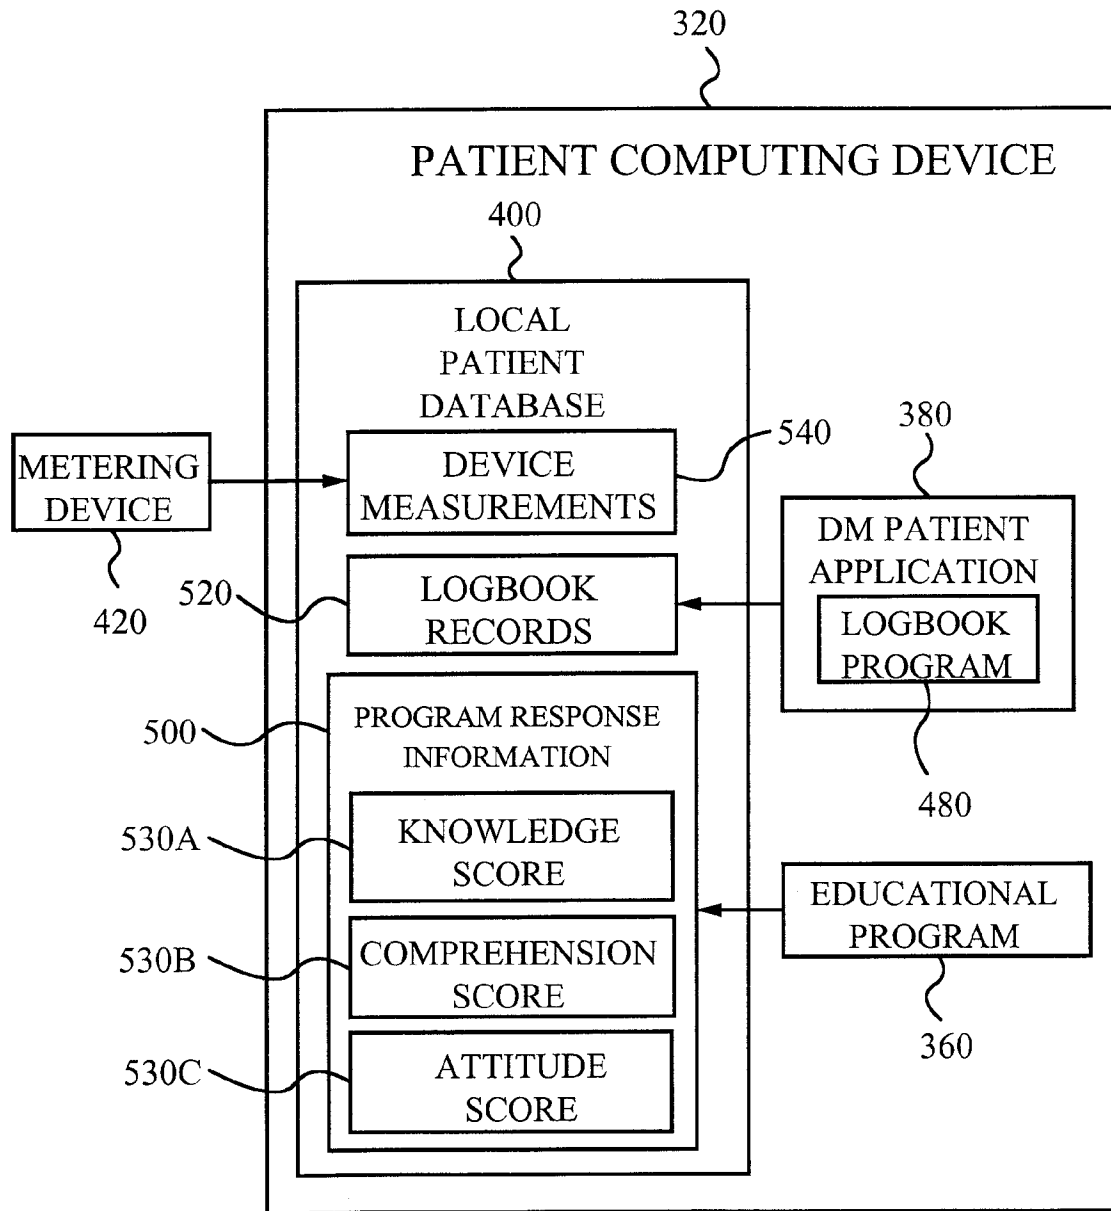 320
PATIENT COMPUTING DEVICE
400
LOCAL
PATIENT
DATABASE
METERING
DEVICE
420
DEVICE
MEASUREMENTS
540
520
LOGBOOK
RECORDS
380
DM PATIENT
APPLICATION
LOGBOOK
PROGRAM
480
500
PROGRAM RESPONSE
INFORMATION
530A
KNOWLEDGE
SCORE
530B
COMPREHENSION
SCORE
530C
ATTITUDE
SCORE
EDUCATIONAL
PROGRAM
360